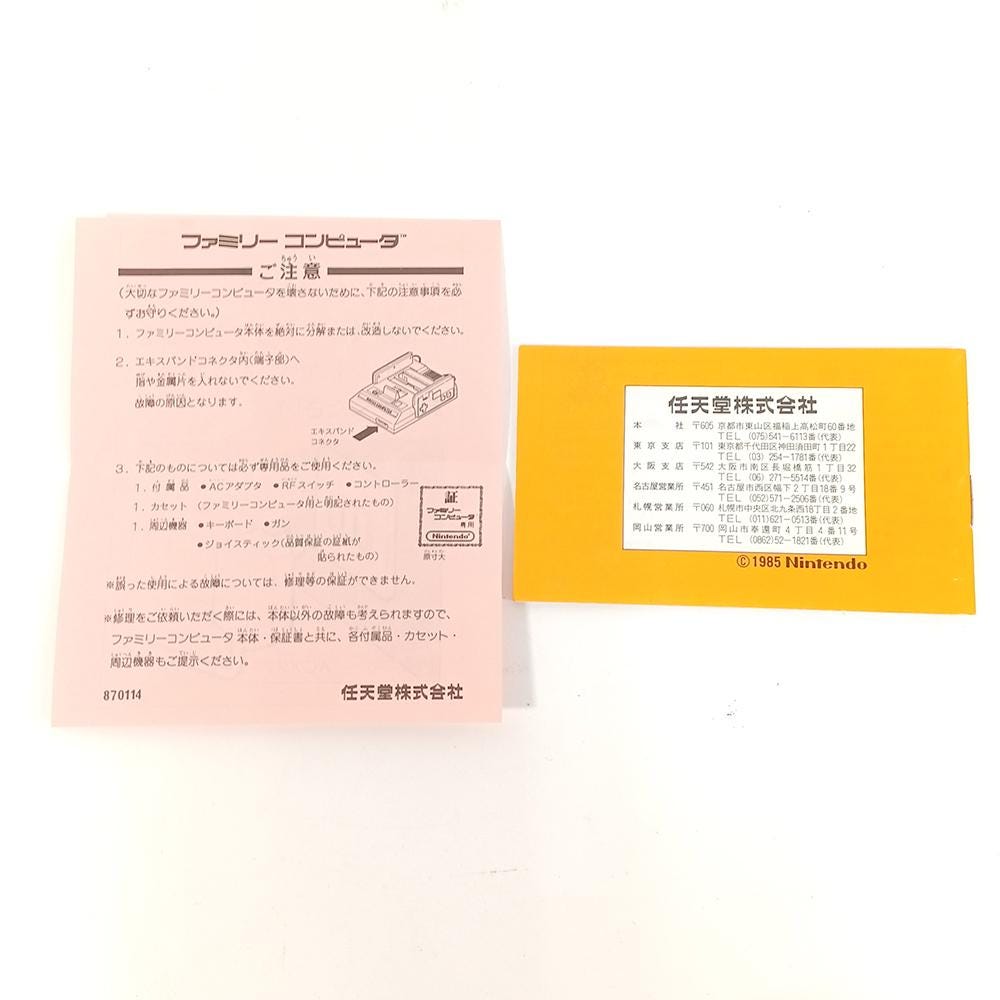 ファミリー コンピュータ™
ご注意
(大切なファミリーコンピュータを壊さないために、下記の注意事項を必
ずお守りください。)
1. ファミリーコンピュータ本体を絶対に分解または、改造しないでください。
2. エキスパンドコネクタ内(端子部)へ
指や金属片を入れないでください。
故障の原因となります。
エキスパンド
コネクタ
3. 下記のものについては必ず専用品をご使用ください。
1. 付属品 ●ACアダプタ ●RFスイッチ ●コントローラー
1. カセット (ファミリーコンピュータ用と明記されたもの)
1. 周辺機器 ●キーボード ●ガン
●ジョイスティック(品質保証の証紙が
貼られたもの)
証
ファミリー
コンピュータ
専用
Nintendo
原寸大
※誤った使用による故障については、修理等の保証ができません。
※修理をご依頼いただく際には、本体以外の故障も考えられますので、
ファミリーコンピュータ 本体・保証書と共に、各付属品・カセット・
周辺機器もご提示ください。
870114 任天堂株式会社
任天堂株式会社
本社 〒605 京都市東山区福稲上高松町60番地
TEL (075)541-6113番(代表)
東京支店 〒101 東京都千代田区神田須田町1丁目22
TEL (03) 254-1781番(代表)
大阪支店 〒542 大阪市南区長堀橋筋1丁目32
TEL (06) 271-5514番(代表)
名古屋営業所 〒451 名古屋市西区幅下2丁目18番9号
TEL (052)571-2506番(代表)
札幌営業所 〒060 札幌市中央区北九条西18丁目2番地
TEL (011)621-0513番(代表)
岡山営業所 〒700 岡山市奉還町4丁目4番11号
TEL (0862)52-1821番(代表)
©1985 Nintendo